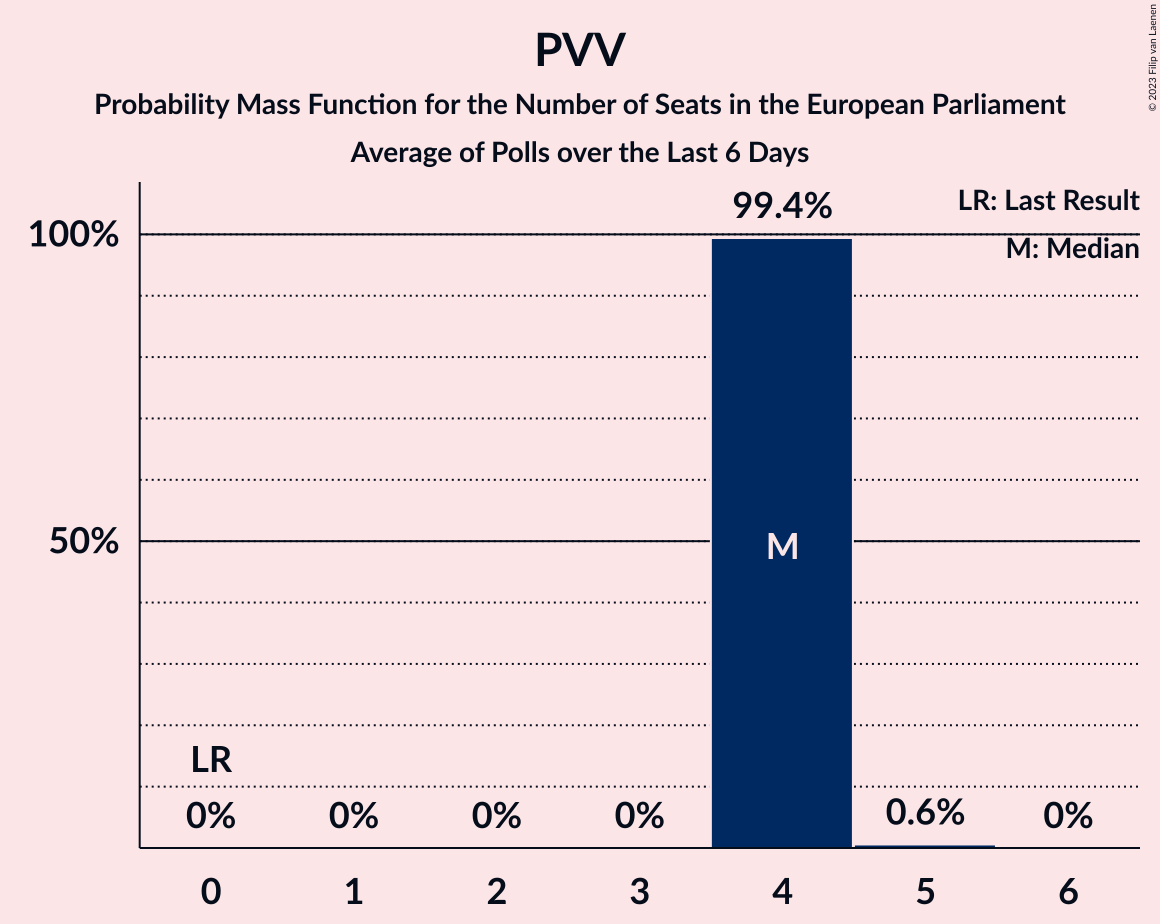 PVV
Probability Mass Function for the Number of Seats in the European Parliament
Average of Polls over the Last 6 Days
© 2023 Filip van Laenen
LR: Last Result
M: Median
100%
50%
99.4%
M
LR
0%
0%
0%
0%
0.6%
0%
0
1
2
3
4
5
6